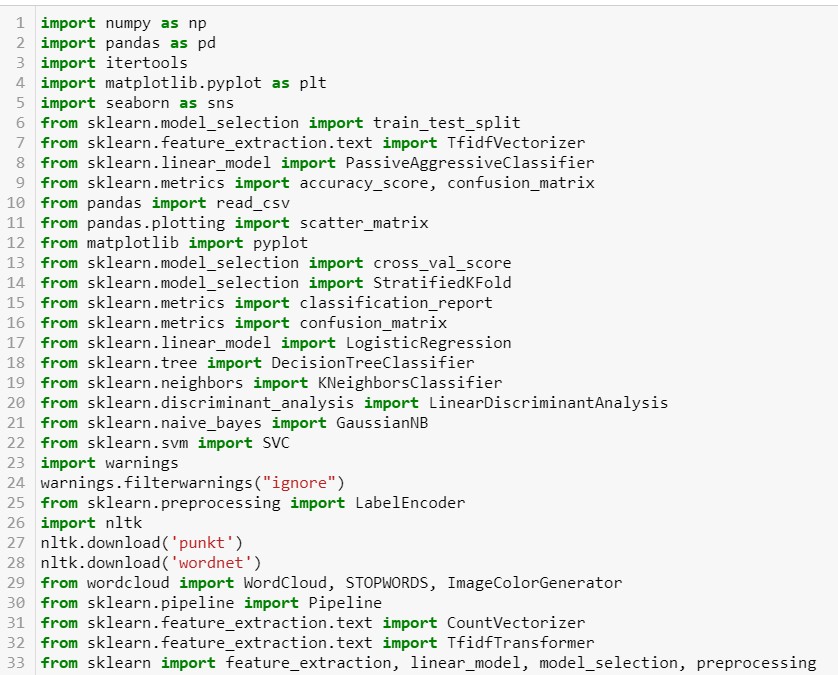 1 import numpy as np
2 import pandas as pd
3 import itertools
4 import matplotlib.pyplot as plt
5 import seaborn as sns
6 from sklearn.model_selection import train_test_split
7 from sklearn.feature_extraction.text import TfidfVectorizer
8 from sklearn.linear_model import PassiveAggressiveClassifier
9 from sklearn.metrics import accuracy_score, confusion_matrix
10 from pandas import read_csv
11 from pandas.plotting import scatter_matrix
12 from matplotlib import pyplot
13 from sklearn.model_selection import cross_val_score
14 from sklearn.model_selection import StratifiedKFold
15 from sklearn.metrics import classification_report
16 from sklearn.metrics import confusion_matrix
17 from sklearn.linear_model import LogisticRegression
18 from sklearn.tree import DecisionTreeClassifier
19 from sklearn.neighbors import KNeighborsClassifier
20 from sklearn.discriminant_analysis import LinearDiscriminantAnalysis
21 from sklearn.naive_bayes import GaussianNB
22 from sklearn.svm import SVC
23 import warnings
24 warnings.filterwarnings("ignore")
25 from sklearn.preprocessing import LabelEncoder
26 import nltk
27 nltk.download('punkt')
28 nltk.download('wordnet')
29 from wordcloud import WordCloud, STOPWORDS, ImageColorGenerator
30 from sklearn.pipeline import Pipeline
31 from sklearn.feature_extraction.text import CountVectorizer
32 from sklearn.feature_extraction.text import TfidfTransformer
33 from sklearn import feature_extraction, linear_model, model_selection, preprocessing